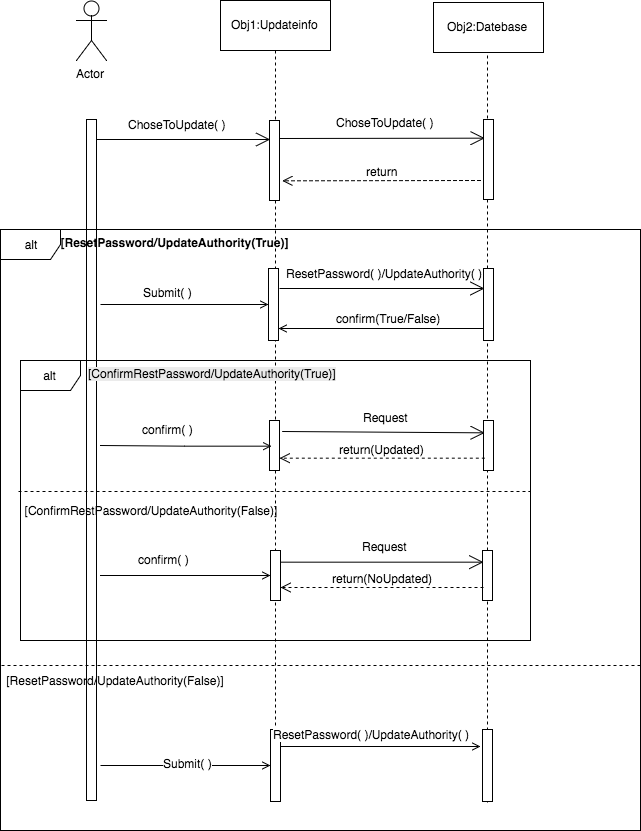 Obj1:Updateinfo
Obj2:Datebase
Actor
ChoseToUpdate( )
ChoseToUpdate( )
return
alt
[ResetPassword/UpdateAuthority(True)]
ResetPassword( )/UpdateAuthority( )
Submit( )
confirm(True/False)
alt
[ConfirmRestPassword/UpdateAuthority(True)]
Request
confirm( )
return(Updated)
[ConfirmRestPassword/UpdateAuthority(False)]
Request
confirm( )
return(NoUpdated)
[ResetPassword/UpdateAuthority(False)]
[ResetPassword( )/UpdateAuthority( )
Submit( )